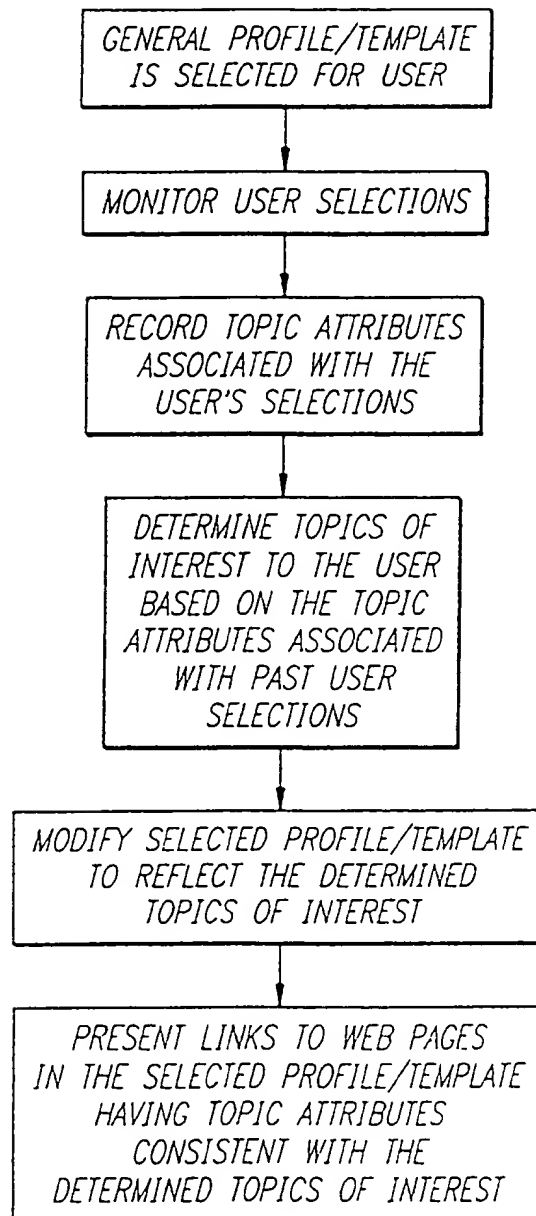 GENERAL PROFILE/TEMPLATE
IS SELECTED FOR USER
MONITOR USER SELECTIONS
RECORD TOPIC ATTRIBUTES
ASSOCIATED WITH THE
USER'S SELECTIONS
DETERMINE TOPICS OF
INTEREST TO THE USER
BASED ON THE TOPIC
ATTRIBUTES ASSOCIATED
WITH PAST USER
SELECTIONS
MODIFY SELECTED PROFILE/TEMPLATE
TO REFLECT THE DETERMINED
TOPICS OF INTEREST
PRESENT LINKS TO WEB PAGES
IN THE SELECTED PROFILE/TEMPLATE
HAVING TOPIC ATTRIBUTES
CONSISTENT WITH THE
DETERMINED TOPICS OF INTEREST